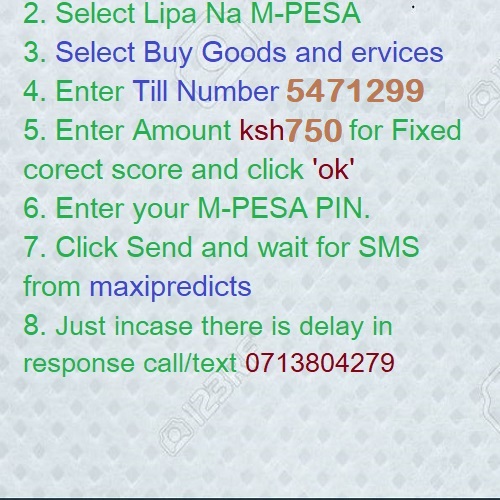 2. Select Lipa Na M-PESA
3. Select Buy Goods and ervices
4. Enter Till Number 5471299
5. Enter Amount ksh750 for Fixed
corect score and click 'ok'
6. Enter your M-PESA PIN.
7. Click Send and wait for SMS
from maxipredicts
8. Just incase there is delay in
response call/text 0713804279
123RF